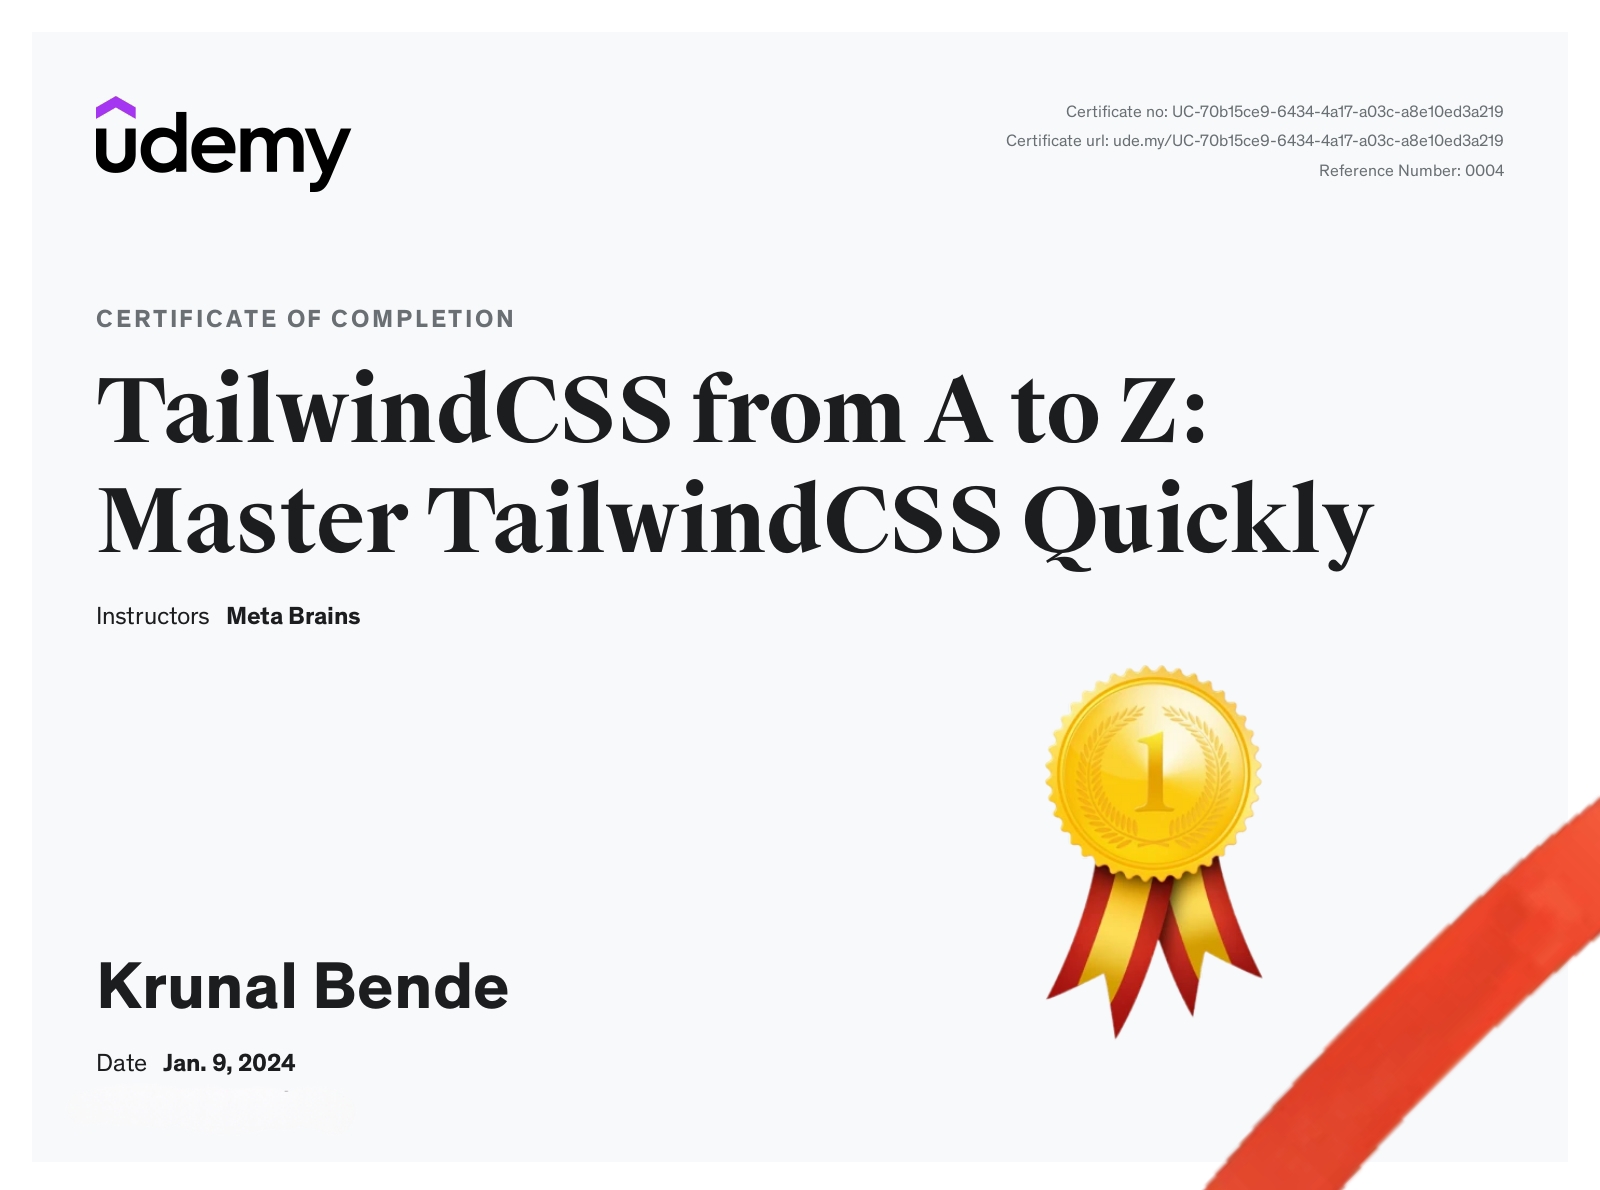 udemy
Certificate no: UC-70b15ce9-6434-4a17-a03c-a8e10ed3a219
Certificate url: ude.my/UC-70b15ce9-6434-4a17-a03c-a8e10ed3a219
Reference Number: 0004
CERTIFICATE OF COMPLETION
TailwindCSS from A to Z:
Master TailwindCSS Quickly
Instructors Meta Brains
1
Krunal Bende
Date Jan. 9, 2024